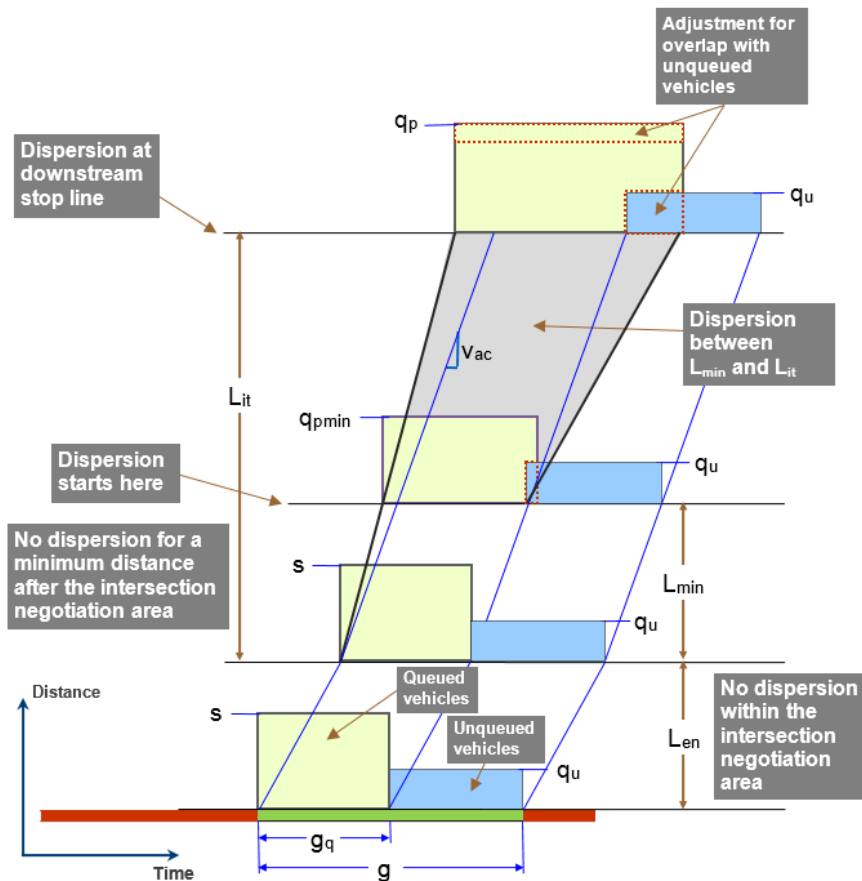 Adjustment for
overlap with
unqueued
vehicles
qp
Dispersion at
downstream
stop line
qu
vac
Dispersion
between
Lmin and Lit
Lit
qpmin
Dispersion
starts here
qu
No dispersion for a
minimum distance
after the intersection
negotiation area
s
Lmin
qu
Distance
Queued
vehicles
s
Unqueued
vehicles
No dispersion
within the
intersection
negotiation
area
Len
qu
gq
g
Time